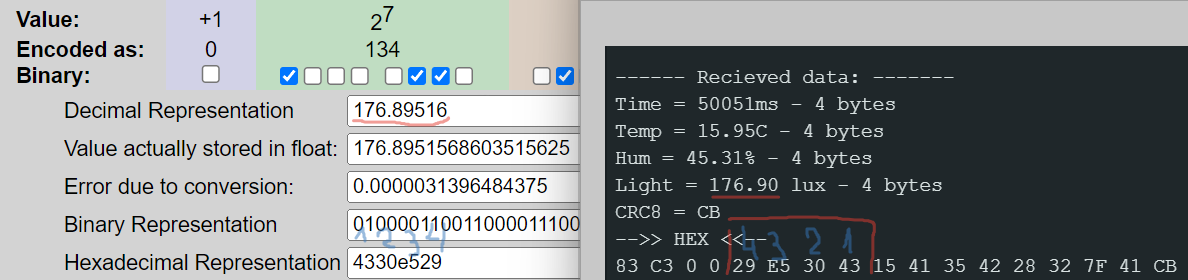 Value: +1 2^7
Encoded as: 0 134
Binary:
Decimal Representation 176.89516
Value actually stored in float: 176.8951568603515625
Error due to conversion: 0.0000031396484375
Binary Representation 01000011001100001110
1 2 3 4
Hexadecimal Representation 4330e529
------ Recieved data: -------
Time = 50051ms - 4 bytes
Temp = 15.95C - 4 bytes
Hum = 45.31% - 4 bytes
Light = 176.90 lux - 4 bytes
CRC8 = CB
-->> HEX <<--
4 3 2 1
83 C3 0 0 29 E5 30 43 15 41 35 42 28 32 7F 41 CB